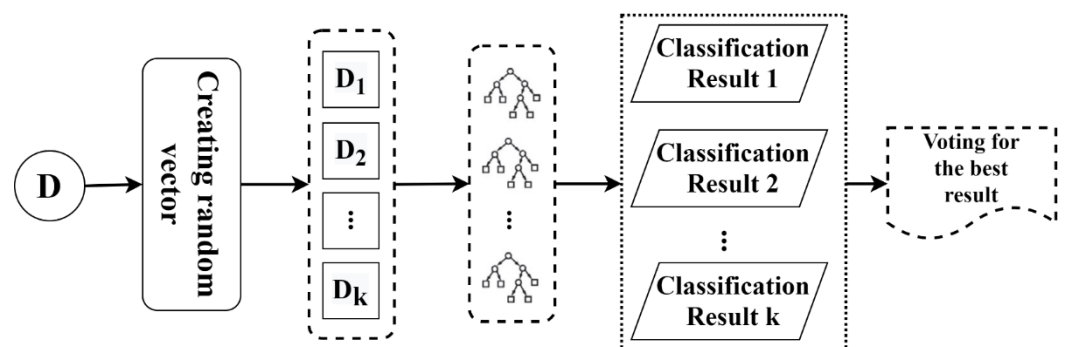 D
Creating random
vector
D1
D2
...
Dk
...
Classification
Result 1
Classification
Result 2
...
Classification
Result k
Voting for
the best
result